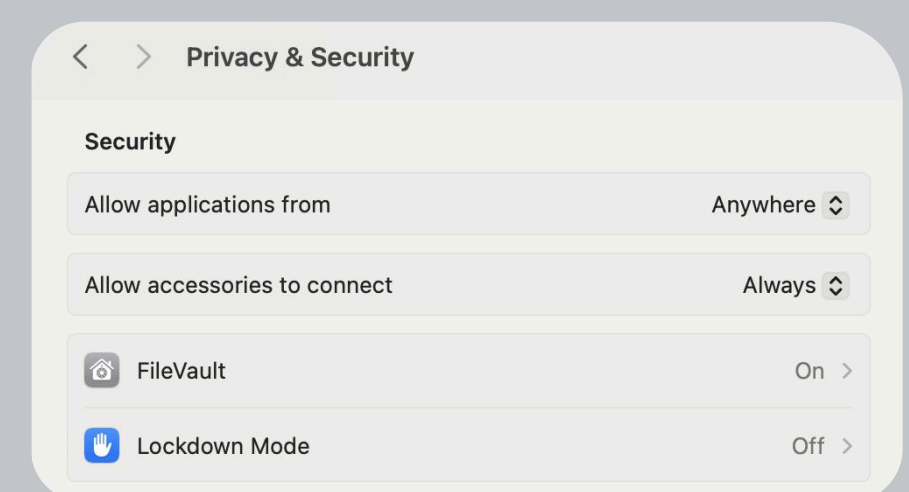 Privacy & Security
Security
Allow applications from Anywhere
Allow accessories to connect Always
FileVault On
Lockdown Mode Off